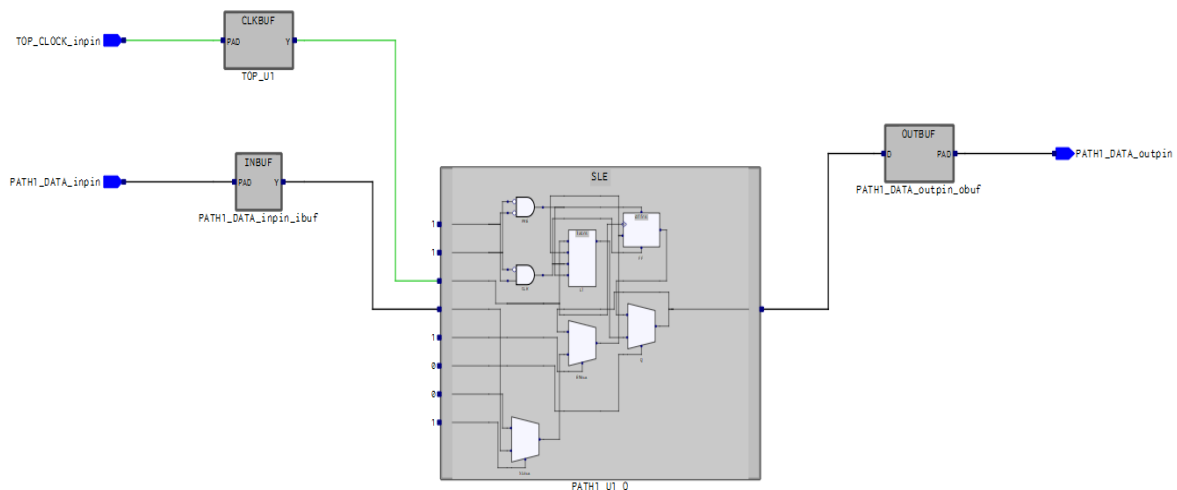 CLKBUF
TOP_CLOCK_inpin
PAD Y
TOP_U1
OUTBUF
INBUF
D PAD
PATH1_DATA_outpin
PATH1_DATA_inpin
PAD Y
PATH1_DATA_outpin_obuf
PATH1_DATA_inpin_ibuf
SLE
1
1
1
0
0
1
PATH1_U1_Q